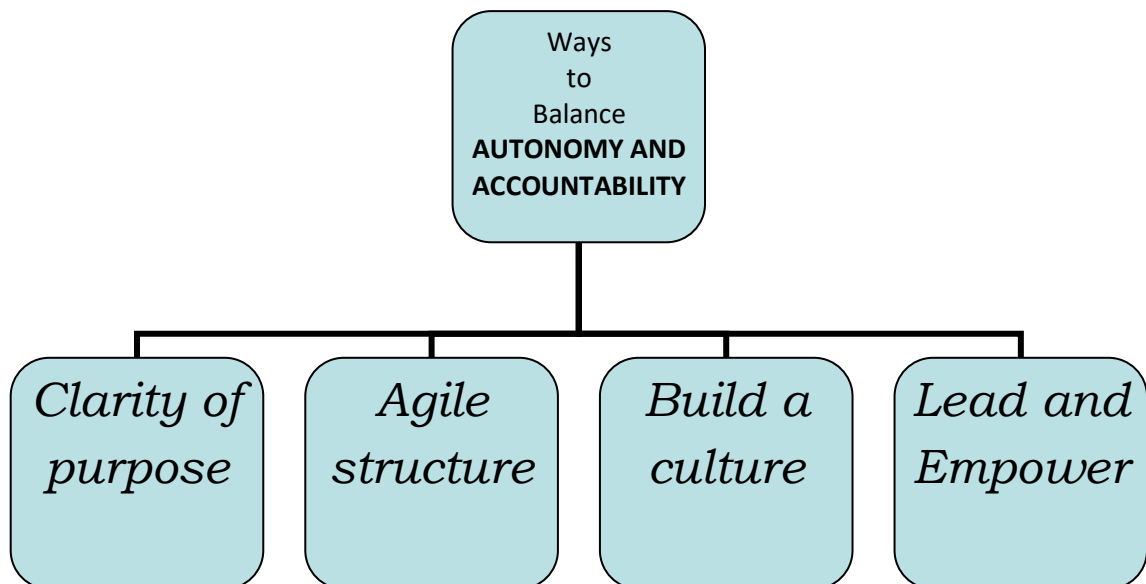 Ways
to
Balance
AUTONOMY AND
ACCOUNTABILITY
Clarity of
purpose
Agile
structure
Build a
culture
Lead and
Empower